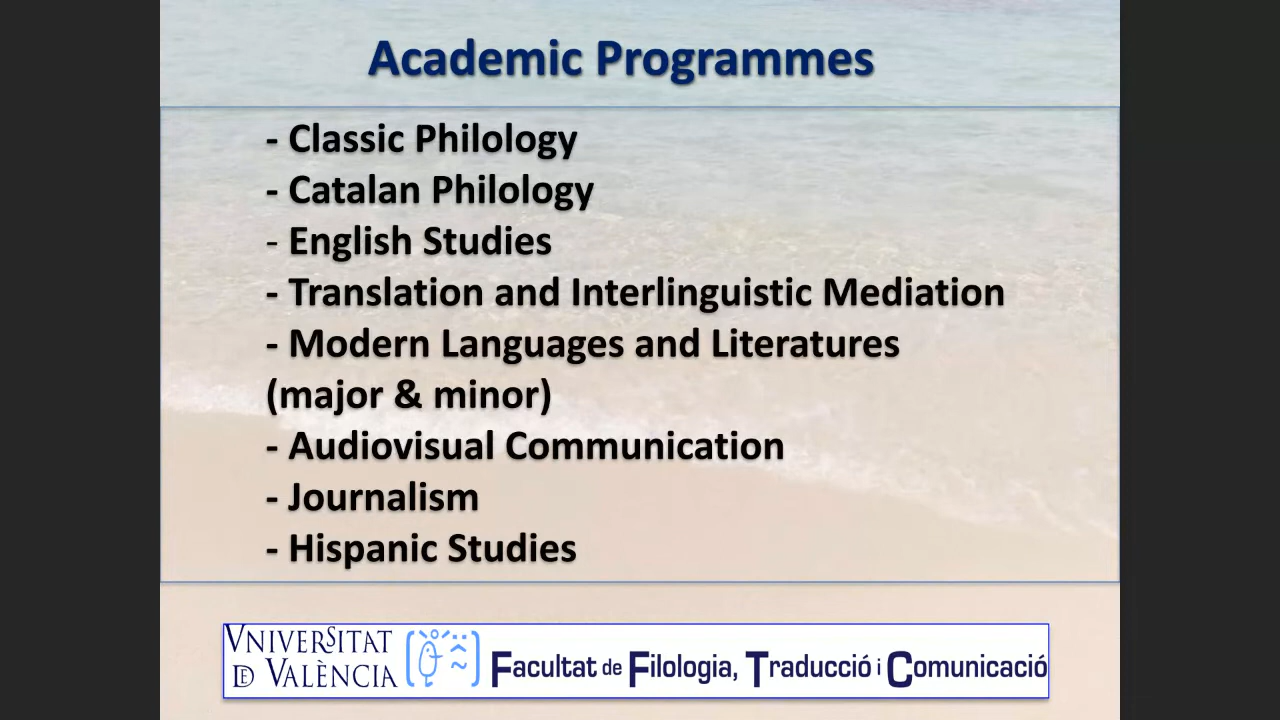 Academic Programmes
- Classic Philology
- Catalan Philology
- English Studies
- Translation and Interlinguistic Mediation
- Modern Languages and Literatures
(major & minor)
- Audiovisual Communication
- Journalism
- Hispanic Studies
VNIVERSITAT
DE VALÈNCIA
Facultat de Filologia, Traducció i Comunicació